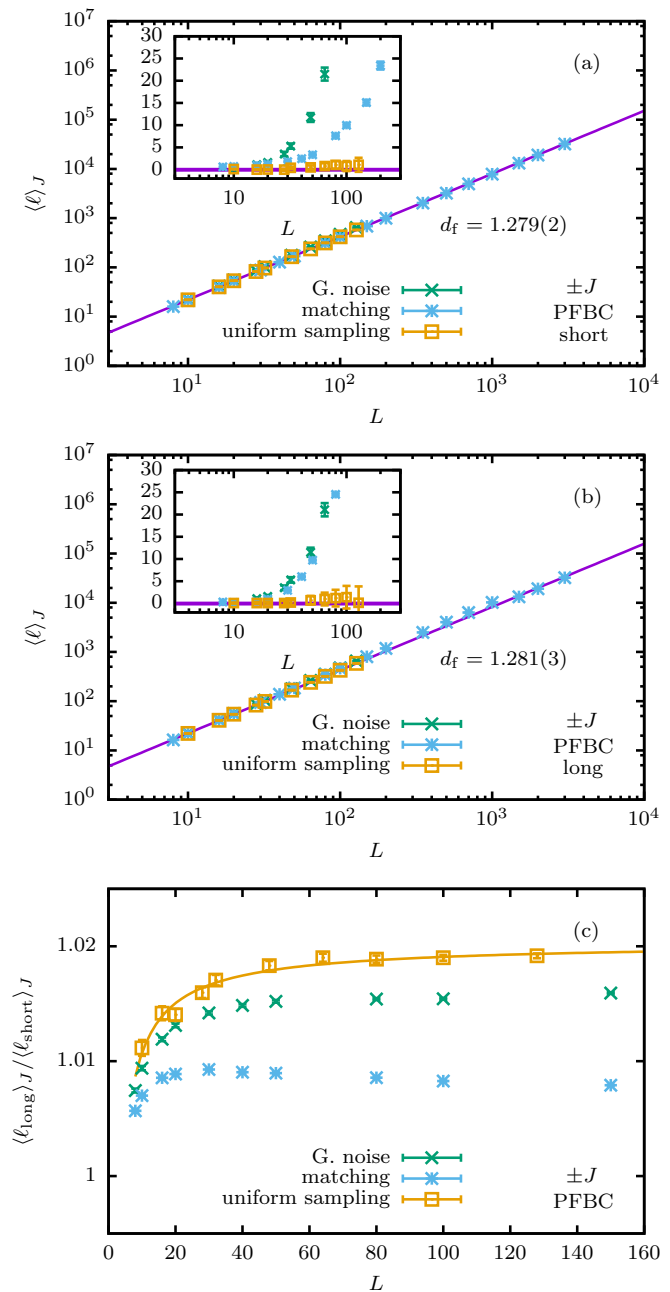 10^7
10^6
10^5
10^4
10^3
10^2
10^1
10^0
⟨ℓ⟩_J
30
25
20
15
10
5
0
10
100
L
(a)
d_f = 1.279(2)
G. noise
matching
uniform sampling
±J
PFBC
short
10^1
10^2
10^3
10^4
L
10^7
10^6
10^5
10^4
10^3
10^2
10^1
10^0
⟨ℓ⟩_J
30
25
20
15
10
5
0
10
100
L
(b)
d_f = 1.281(3)
G. noise
matching
uniform sampling
±J
PFBC
long
10^1
10^2
10^3
10^4
L
1.02
1.01
1
⟨ℓ_long⟩_J/⟨ℓ_short⟩_J
(c)
G. noise
matching
uniform sampling
±J
PFBC
0
20
40
60
80
100
120
140
160
L